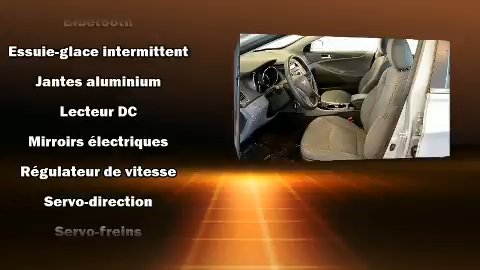 Essuie-glace intermittent
Jantes aluminium
Lecteur DC
Mirroirs électriques
Régulateur de vitesse
Servo-direction
Servo-freins